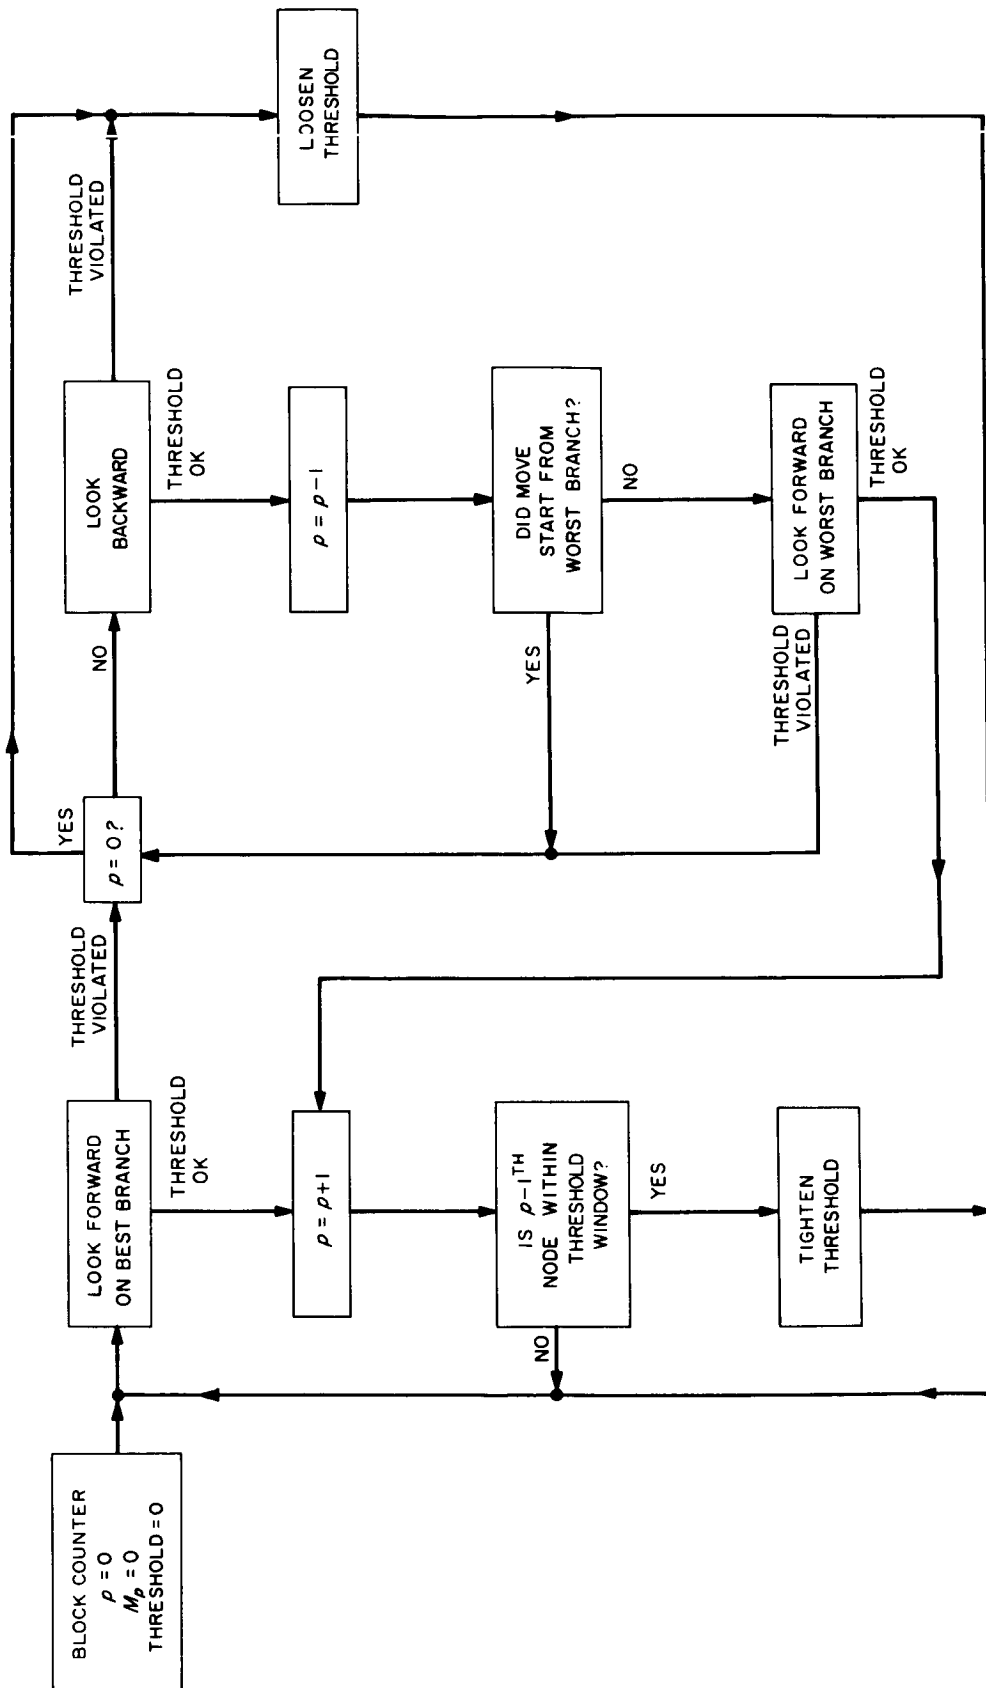 BLOCK COUNTER
p = 0
Mp = 0
THRESHOLD = 0
LOOK FORWARD
ON BEST BRANCH
THRESHOLD
VIOLATED
THRESHOLD
OK
p = p+1
IS p-1TH
NODE WITHIN
THRESHOLD
WINDOW?
NO
YES
TIGHTEN
THRESHOLD
p = 0?
YES
NO
LOOK
BACKWARD
THRESHOLD
VIOLATED
THRESHOLD
OK
p = p-1
DID MOVE
START FROM
WORST BRANCH?
YES
NO
LOOK FORWARD
ON WORST BRANCH
THRESHOLD
VIOLATED
THRESHOLD
OK
LOOSEN
THRESHOLD